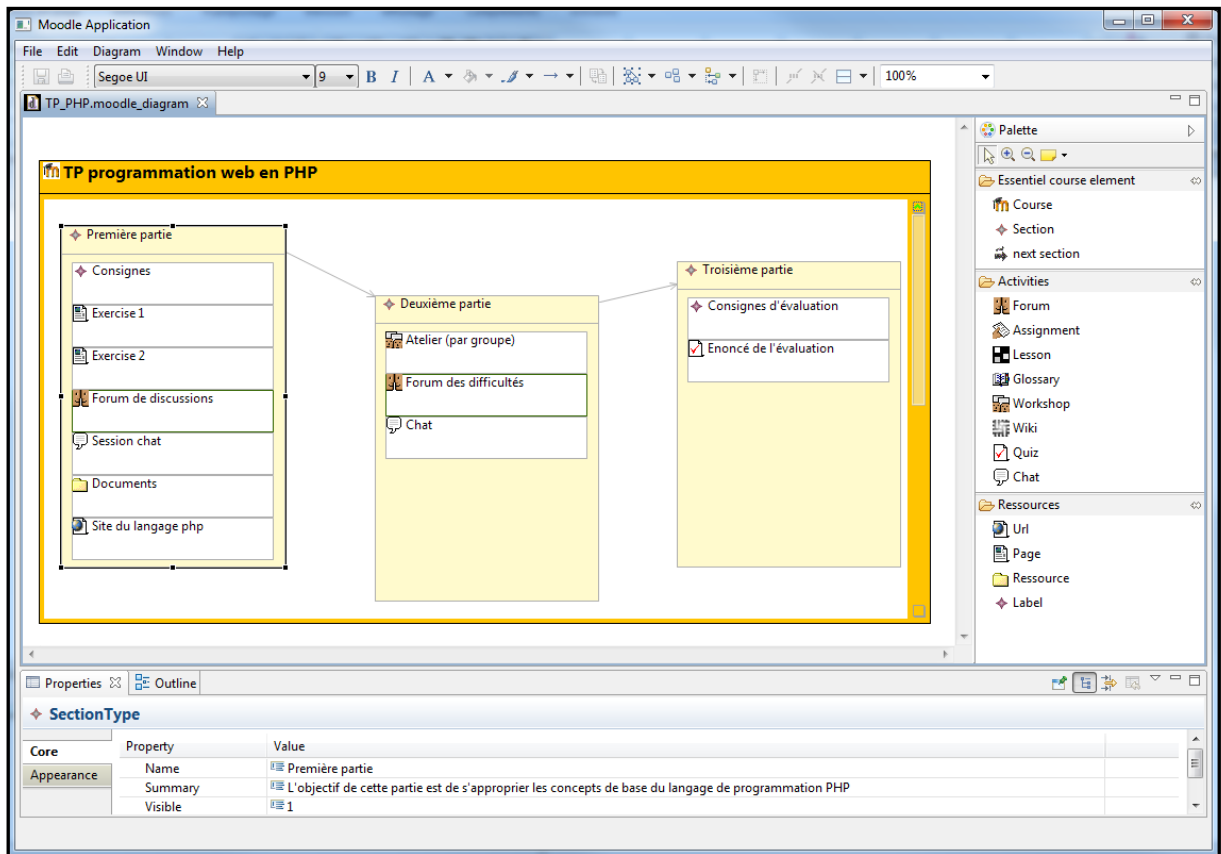 Moodle Application
File Edit Diagram Window Help
Segoe UI 9 B I A 100%
TP_PHP.moodle_diagram
TP programmation web en PHP
Première partie
Consignes
Exercise 1
Exercise 2
Forum de discussions
Session chat
Documents
Site du langage php
Deuxième partie
Atelier (par groupe)
Forum des difficultés
Chat
Troisième partie
Consignes d'évaluation
Enoncé de l'évaluation
Palette
Essentiel course element
Course
Section
next section
Activities
Forum
Assignment
Lesson
Glossary
Workshop
Wiki
Quiz
Chat
Ressources
Url
Page
Ressource
Label
Properties Outline
SectionType
Core
Appearance
Property Value
Name Première partie
Summary L'objectif de cette partie est de s'approprier les concepts de base du langage de programmation PHP
Visible 1